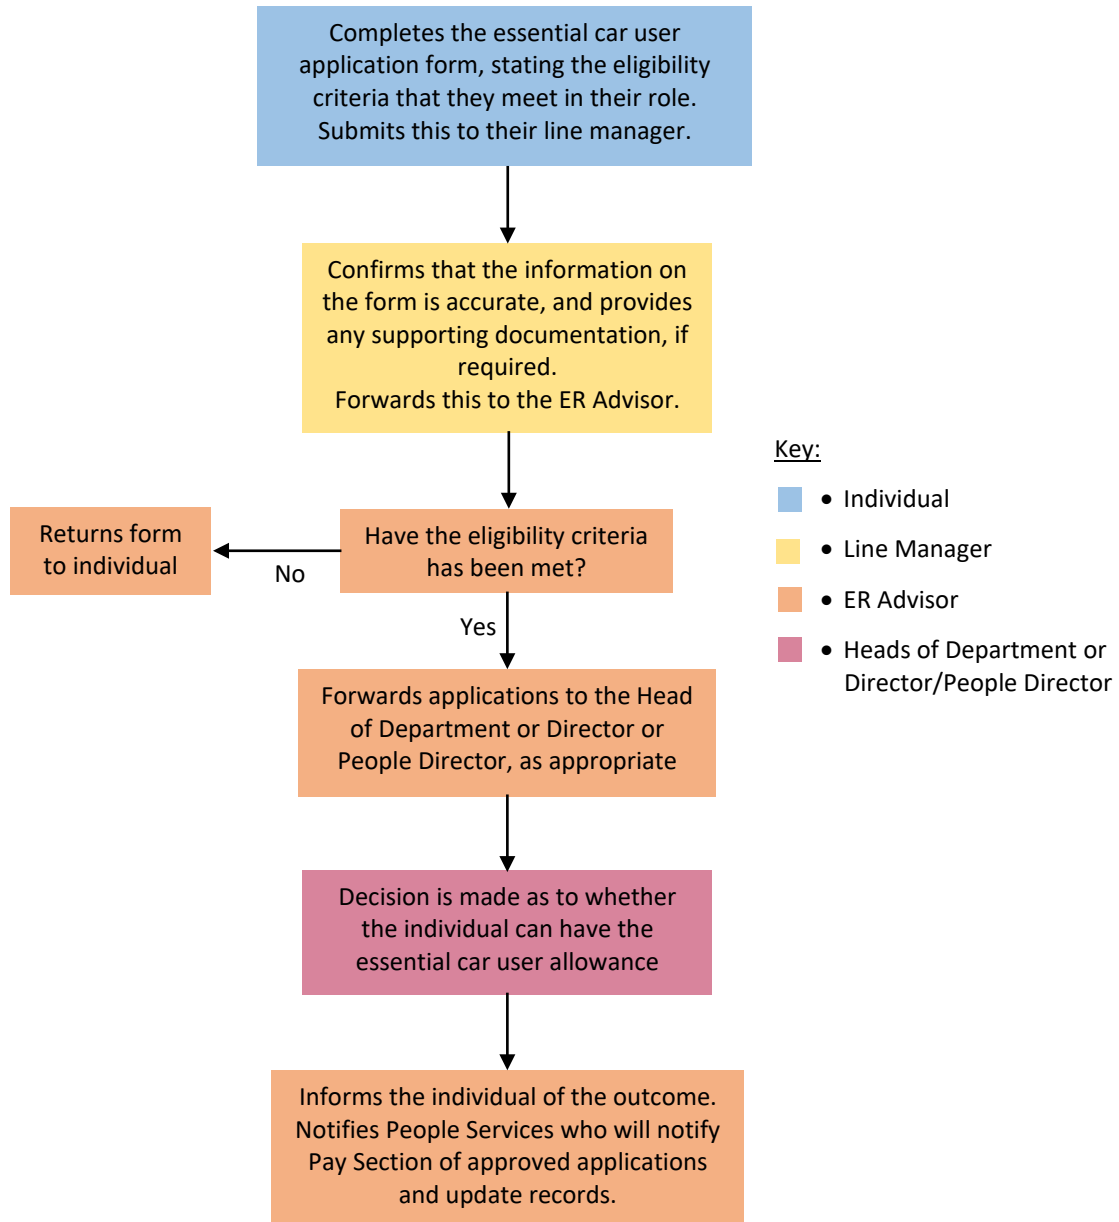 Completes the essential car user
application form, stating the eligibility
criteria that they meet in their role.
Submits this to their line manager.
Confirms that the information on
the form is accurate, and provides
any supporting documentation, if
required.
Forwards this to the ER Advisor.
Have the eligibility criteria
has been met?
No
Returns form
to individual
Yes
Forwards applications to the Head
of Department or Director or
People Director, as appropriate
Decision is made as to whether
the individual can have the
essential car user allowance
Informs the individual of the outcome.
Notifies People Services who will notify
Pay Section of approved applications
and update records.
Key:
• Individual
• Line Manager
• ER Advisor
• Heads of Department or
Director/People Director